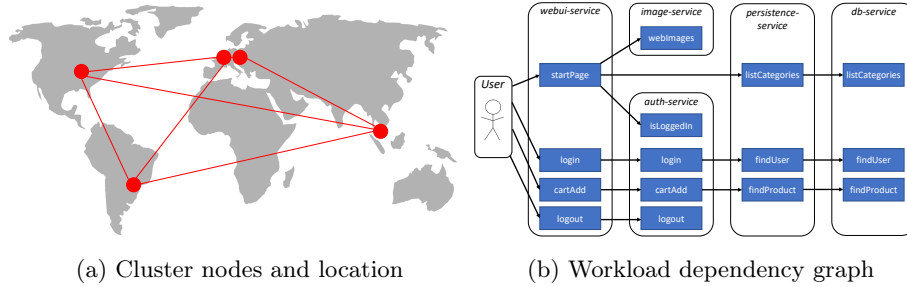 webui-service
image-service
persistence-
service
db-service
webImages
User
startPage
listCategories
listCategories
auth-service
isLoggedIn
login
login
findUser
findUser
cartAdd
cartAdd
findProduct
findProduct
logout
logout
(a) Cluster nodes and location
(b) Workload dependency graph